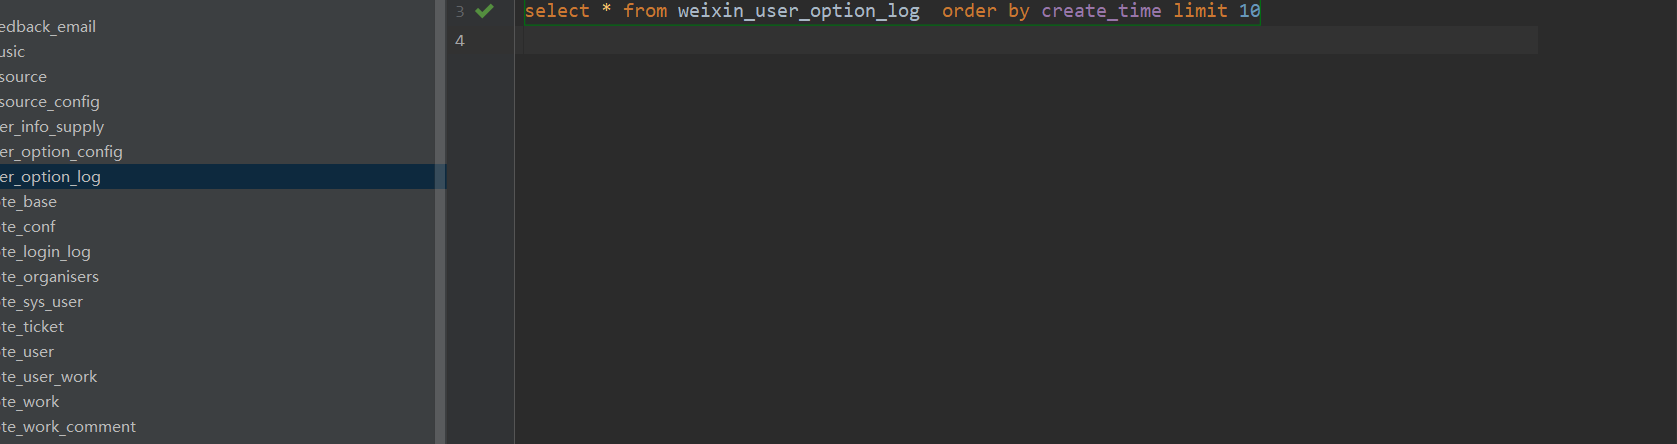 edback_email
usic
source
source_config
er_info_supply
er_option_config
er_option_log
te_base
te_conf
te_login_log
te_organisers
te_sys_user
te_ticket
te_user
te_user_work
te_work
te_work_comment
3 select * from weixin_user_option_log  order by create_time limit 10
4